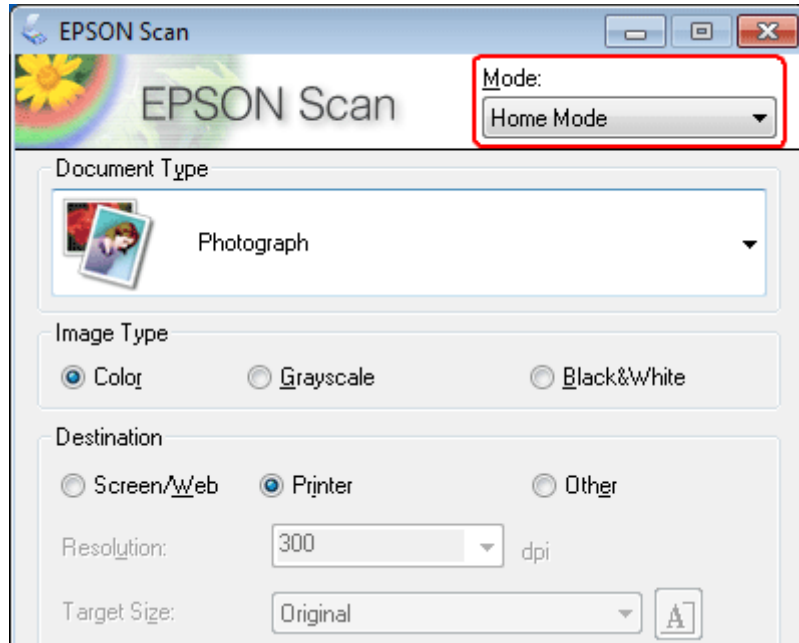 EPSON Scan
EPSON Scan
Mode:
Home Mode
Document Type
Photograph
Image Type
Color Grayscale Black&White
Destination
Screen/Web Printer Other
Resolution: 300 dpi
Target Size: Original A